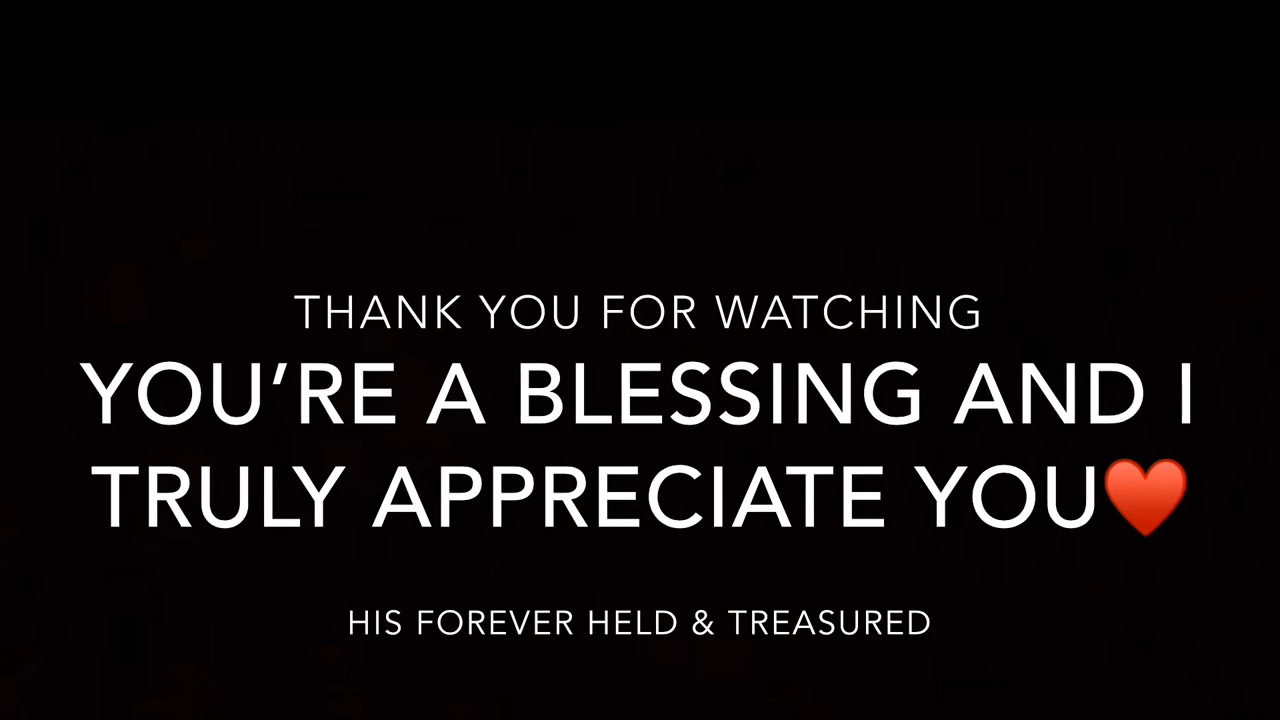 THANK YOU FOR WATCHING
YOU’RE A BLESSING AND I
TRULY APPRECIATE YOU❤️
HIS FOREVER HELD & TREASURED